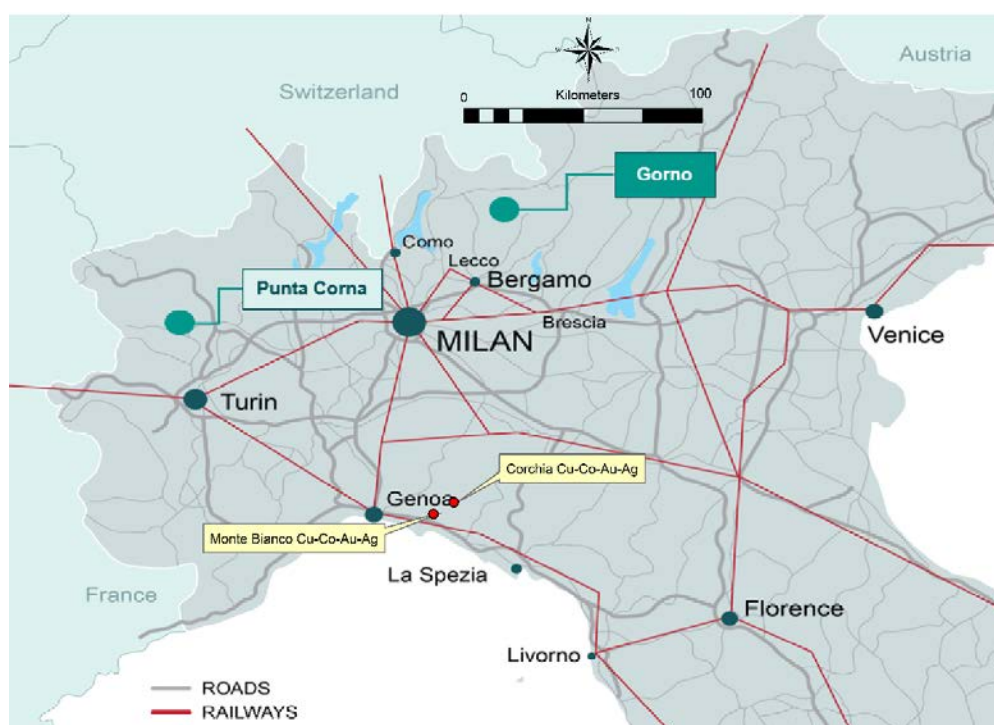 N
Austria
Switzerland
0 Kilometers 100
Gorno
Como
Lecco
Bergamo
Punta Corna
Brescia
MILAN
Venice
Turin
Corchia Cu-Co-Au-Ag
Genoa
Monte Bianco Cu-Co-Au-Ag
La Spezia
France
Florence
Livorno
ROADS
RAILWAYS